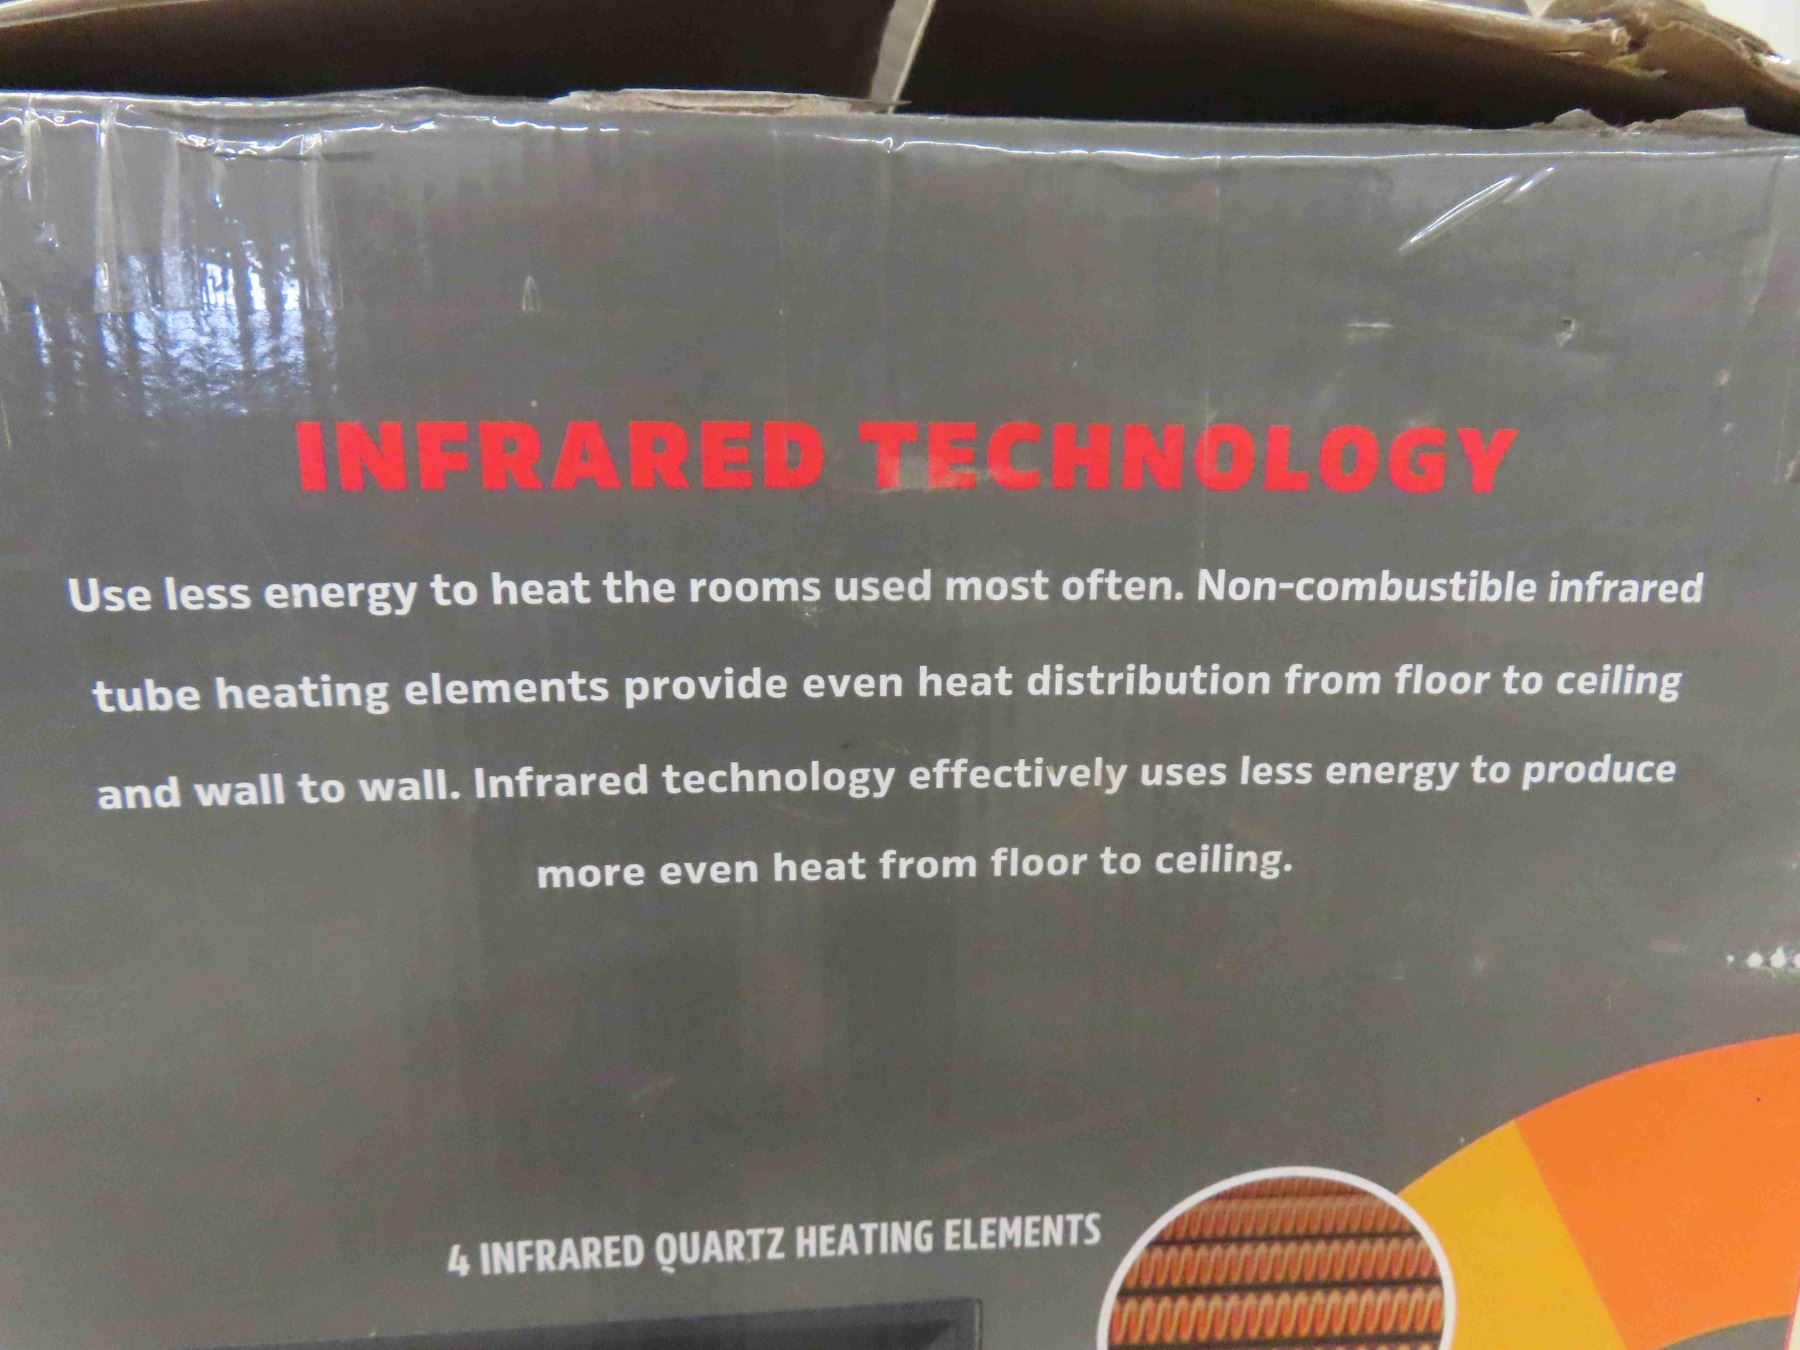 INFRARED TECHNOLOGY
Use less energy to heat the rooms used most often. Non-combustible infrared
tube heating elements provide even heat distribution from floor to ceiling
and wall to wall. Infrared technology effectively uses less energy to produce
more even heat from floor to ceiling.
4 INFRARED QUARTZ HEATING ELEMENTS